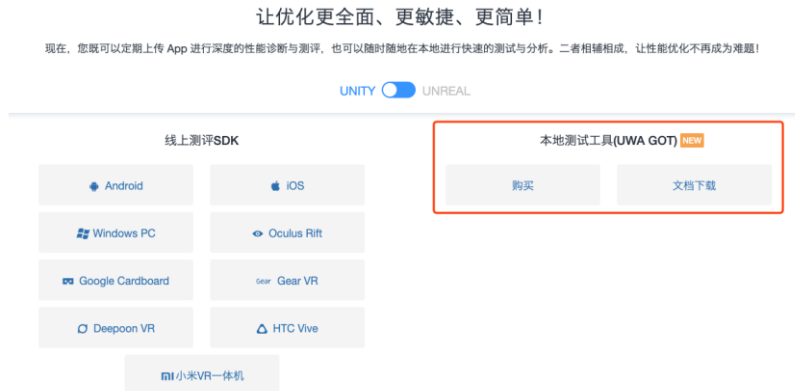 让优化更全面、更敏捷、更简单！
现在，您既可以定期上传 App 进行深度的性能诊断与测评，也可以随时随地在本地进行快速的测试与分析。二者相辅相成，让性能优化不再成为难题！
UNITY UNREAL
线上测评SDK
Android iOS
Windows PC Oculus Rift
Google Cardboard Gear Gear VR
Deepoon VR HTC Vive
小米VR一体机
本地测试工具(UWA GOT) NEW
购买 文档下载